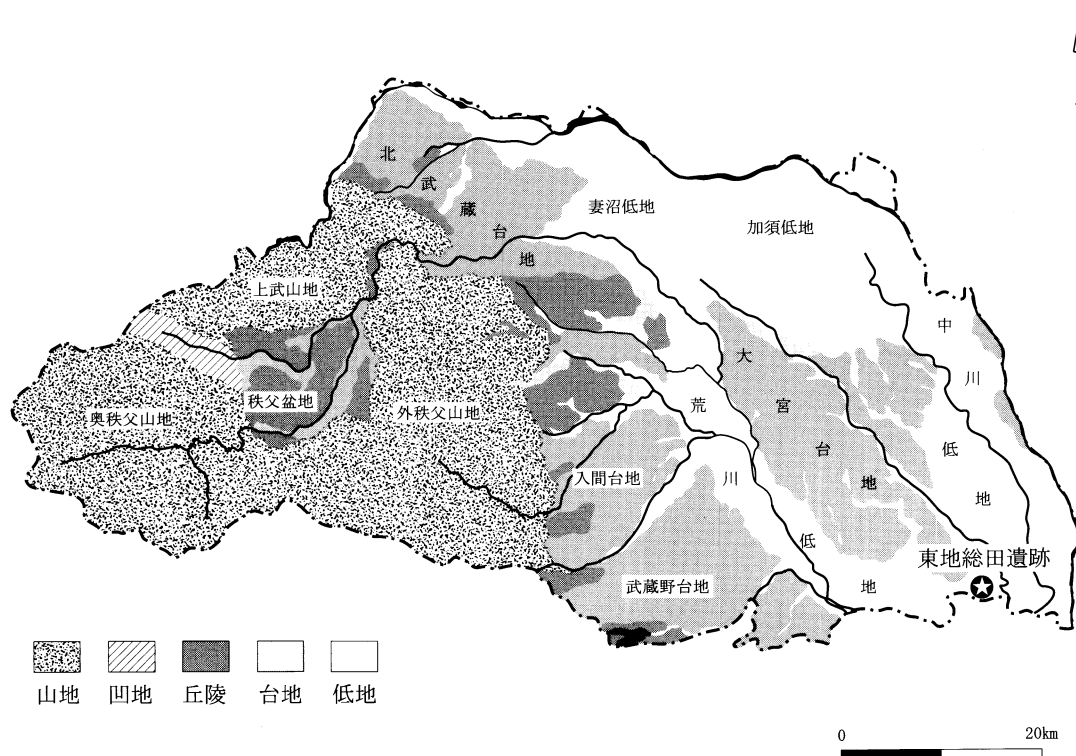 北武蔵台地
妻沼低地
加須低地
上武山地
中川低地
秩父盆地
奥秩父山地
外秩父山地
大宮台地
荒川低地
入間台地
武蔵野台地
東地総田遺跡
山地 凹地 丘陵 台地 低地
0 20km